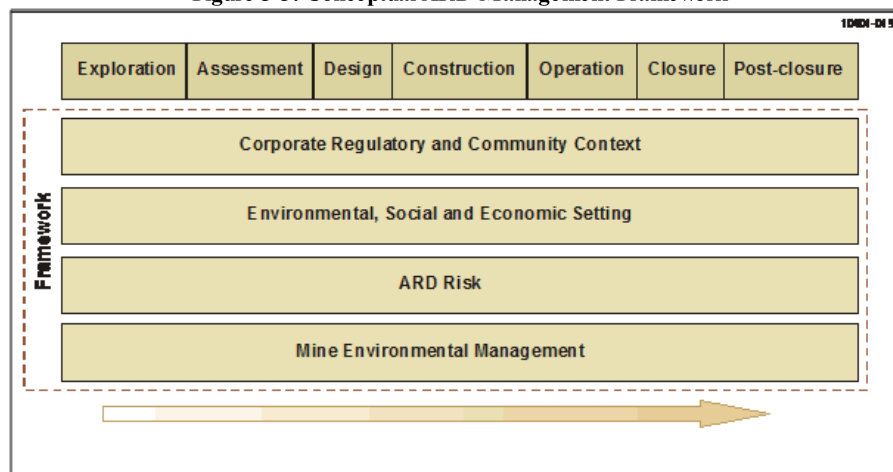 Exploration Assessment Design Construction Operation Closure Post-closure
Corporate Regulatory and Community Context
Environmental, Social and Economic Setting
Framework
ARD Risk
Mine Environmental Management